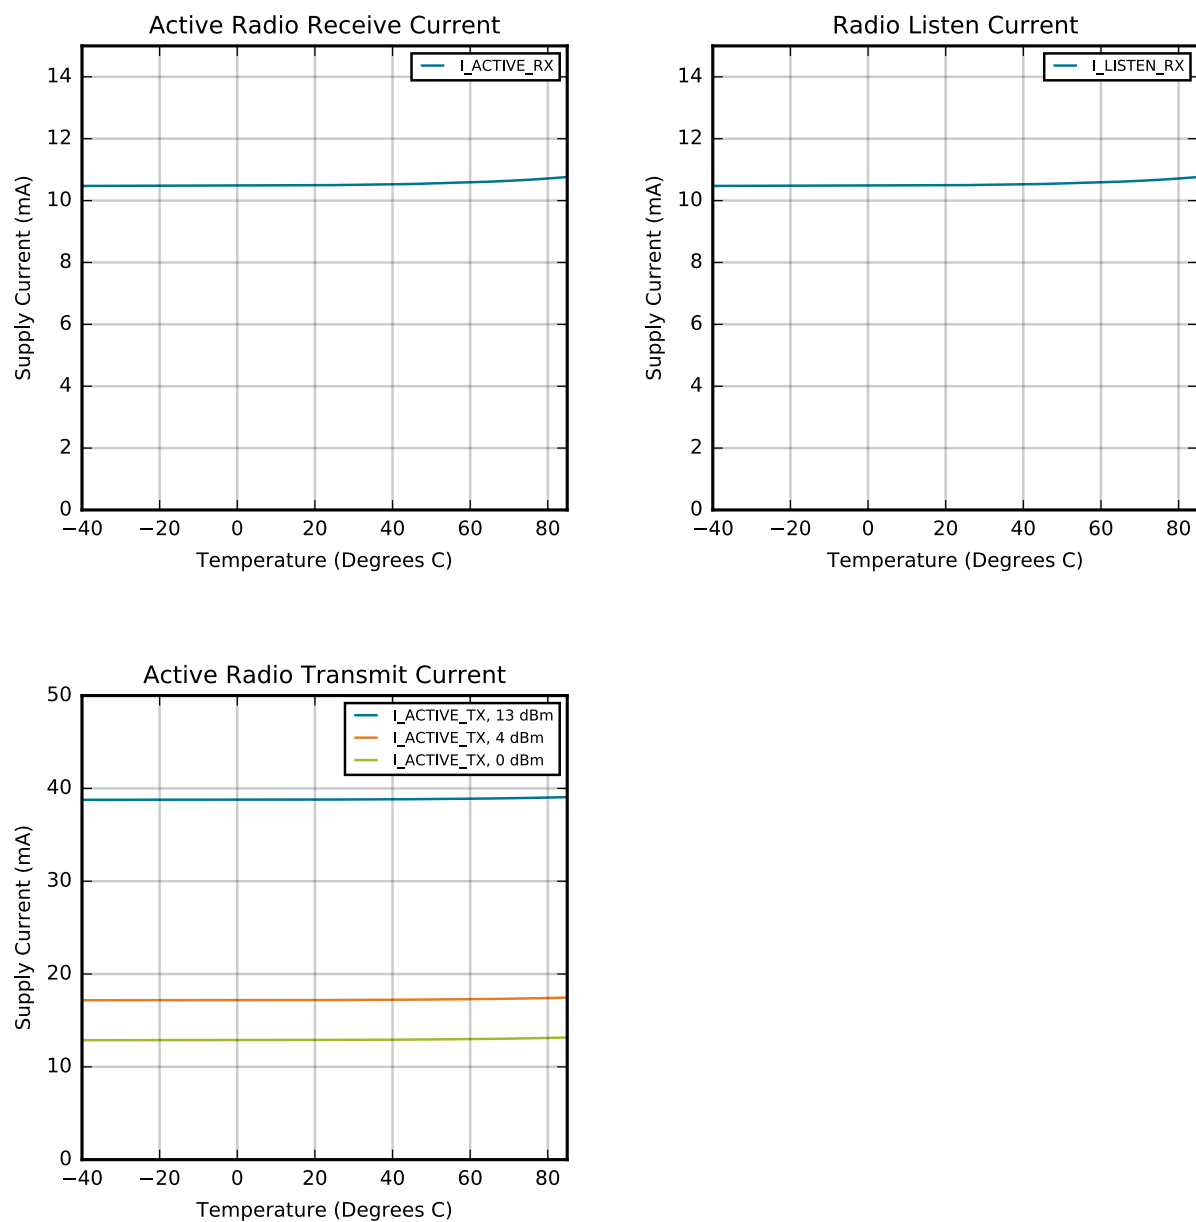 Active Radio Receive Current
I_ACTIVE_RX
14
12
10
8
6
4
2
0
Supply Current (mA)
−40 −20 0 20 40 60 80
Temperature (Degrees C)
Radio Listen Current
I_LISTEN_RX
14
12
10
8
6
4
2
0
Supply Current (mA)
−40 −20 0 20 40 60 80
Temperature (Degrees C)
Active Radio Transmit Current
I_ACTIVE_TX, 13 dBm
I_ACTIVE_TX, 4 dBm
I_ACTIVE_TX, 0 dBm
50
40
30
20
10
0
Supply Current (mA)
−40 −20 0 20 40 60 80
Temperature (Degrees C)